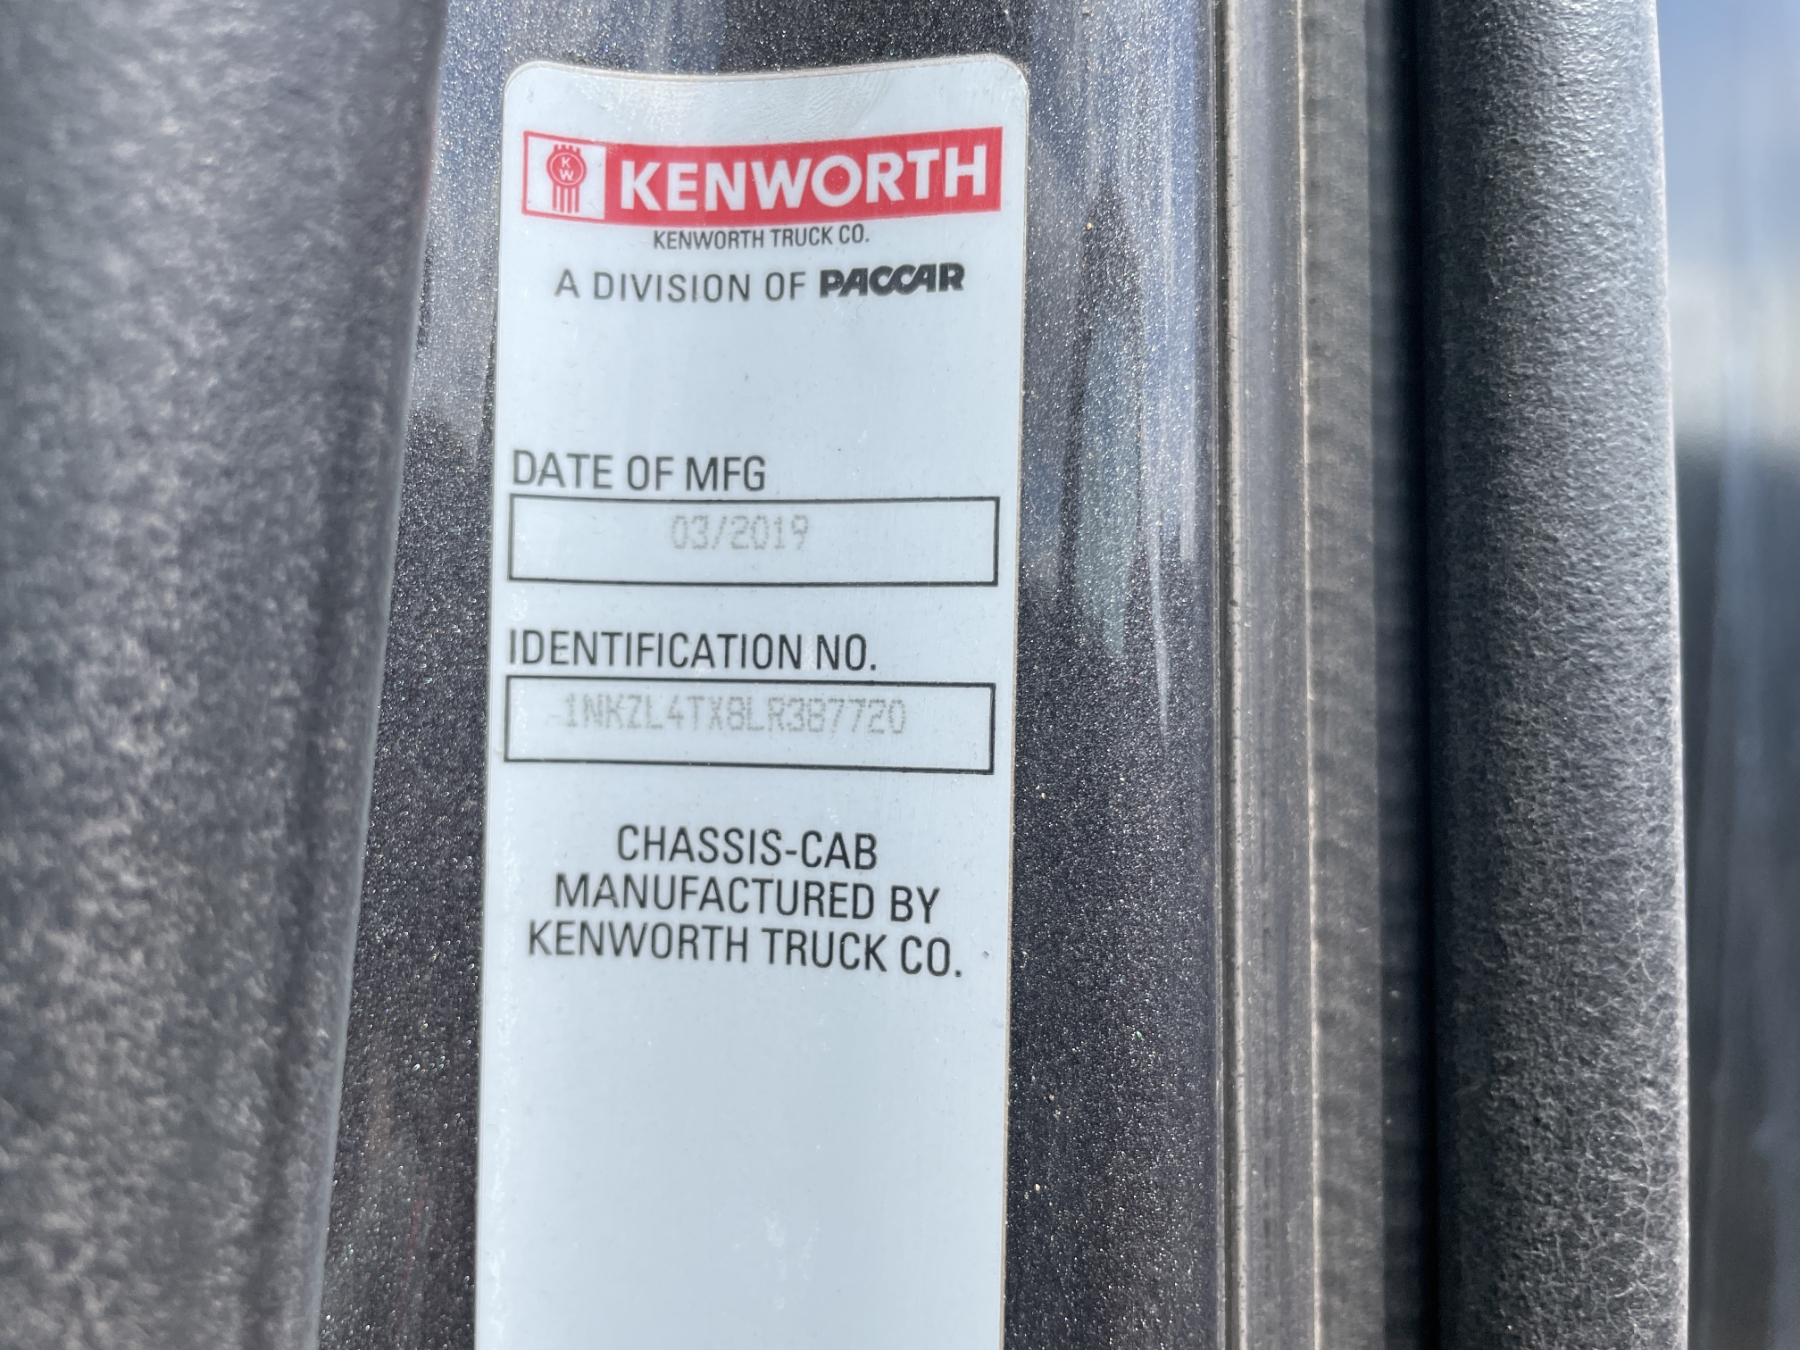 KW KENWORTH
KENWORTH TRUCK CO.
A DIVISION OF PACCAR
DATE OF MFG
03/2019
IDENTIFICATION NO.
1NKZL4TX8LR387720
CHASSIS-CAB
MANUFACTURED BY
KENWORTH TRUCK CO.